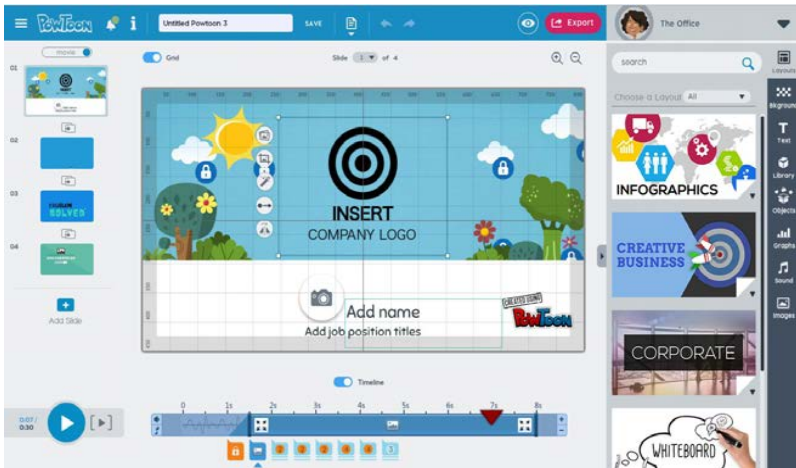 POWTOON
i
Untitled Powtoon 3
SAVE
Export
The Office
movie
Grid
Slide 1 of 4
search
Layouts
Choose a Layout All
01
02
03
04
Add Slide
INSERT
COMPANY LOGO
Add name
Add job position titles
CREATED USING
POWTOON
INFOGRAPHICS
CREATIVE
BUSINESS
CORPORATE
WHITEBOARD
Bkground
T
Text
Library
Objects
Graphs
Sound
Images
Timeline
0 1s 2s 3s 4s 5s 6s 7s 8s
0:07 /
0:30